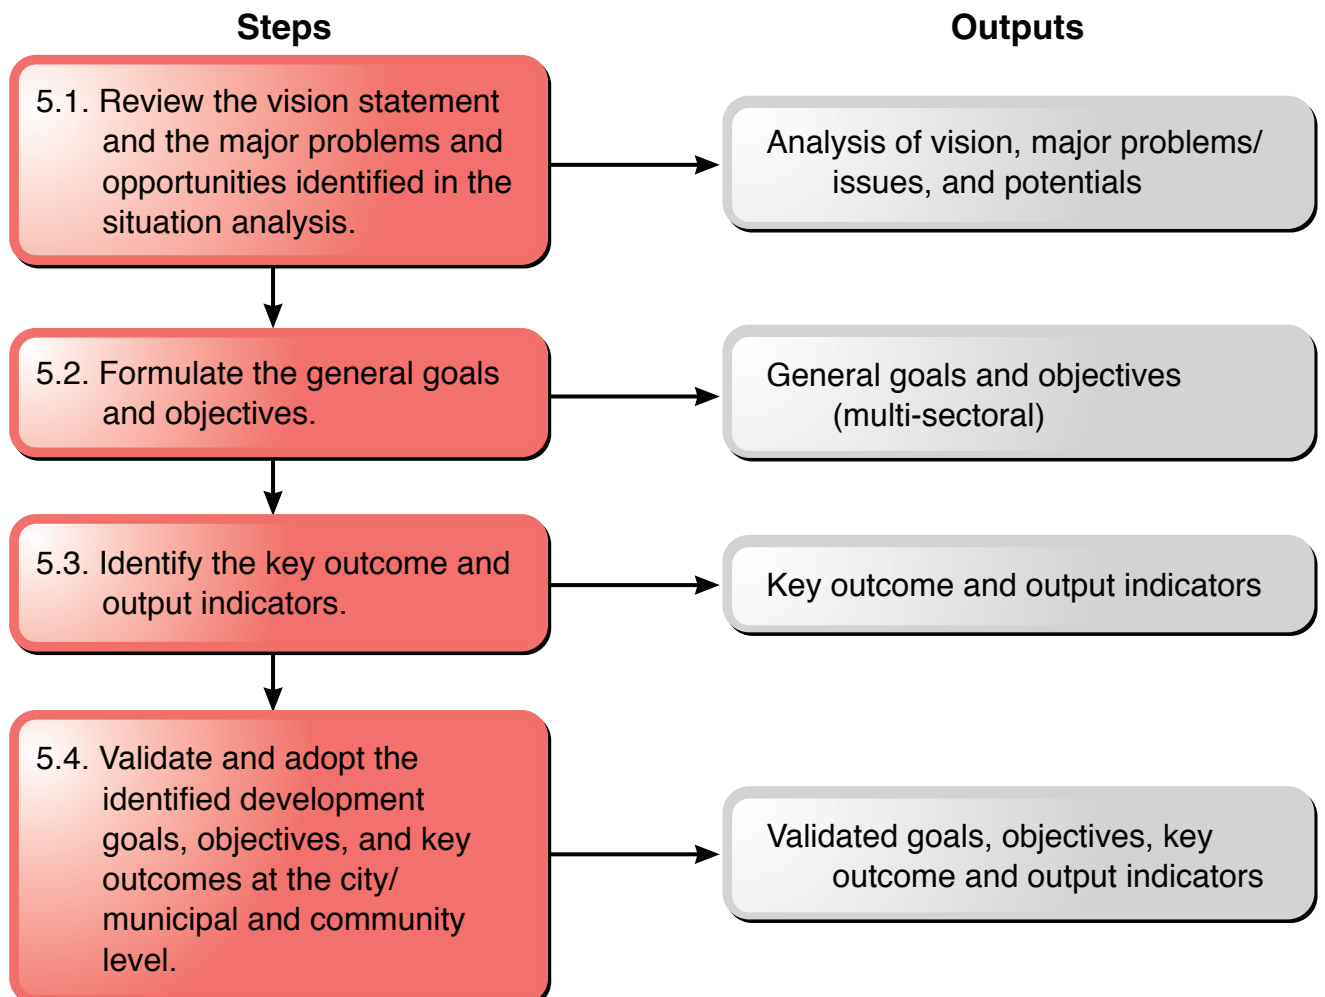 Steps
Outputs
5.1. Review the vision statement
and the major problems and
opportunities identified in the
situation analysis.
Analysis of vision, major problems/
issues, and potentials
5.2. Formulate the general goals
and objectives.
General goals and objectives
(multi-sectoral)
5.3. Identify the key outcome and
output indicators.
Key outcome and output indicators
5.4. Validate and adopt the
identified development
goals, objectives, and key
outcomes at the city/
municipal and community
level.
Validated goals, objectives, key
outcome and output indicators